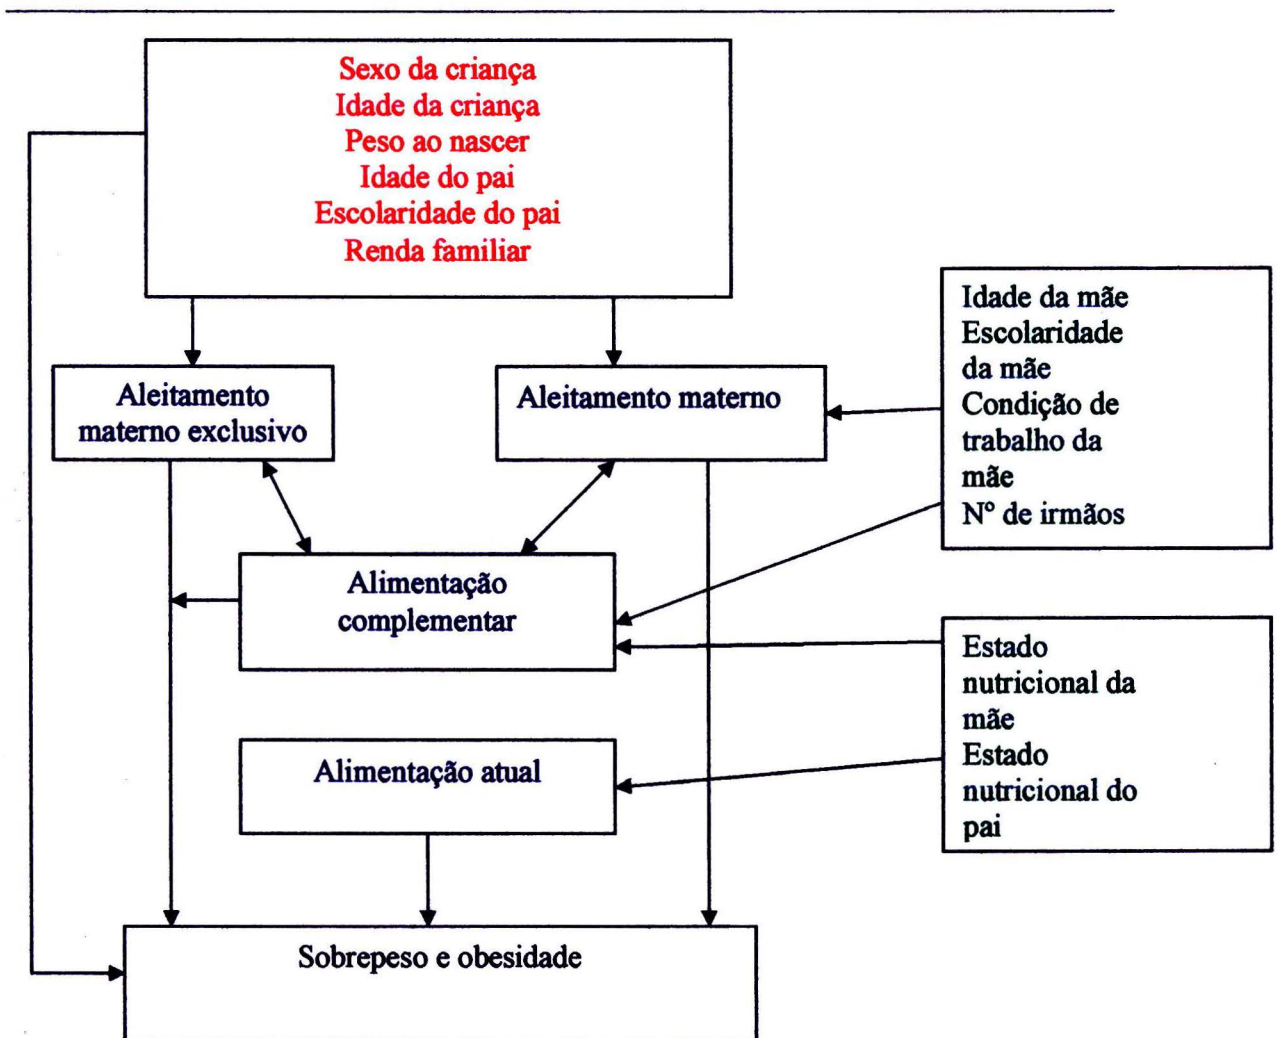 Sexo da criança
Idade da criança
Peso ao nascer
Idade do pai
Escolaridade do pai
Renda familiar
Aleitamento
materno exclusivo
Aleitamento materno
Idade da mãe
Escolaridade
da mãe
Condição de
trabalho da
mãe
Nº de irmãos
Alimentação
complementar
Estado
nutricional da
mãe
Estado
nutricional do
pai
Alimentação atual
Sobrepeso e obesidade